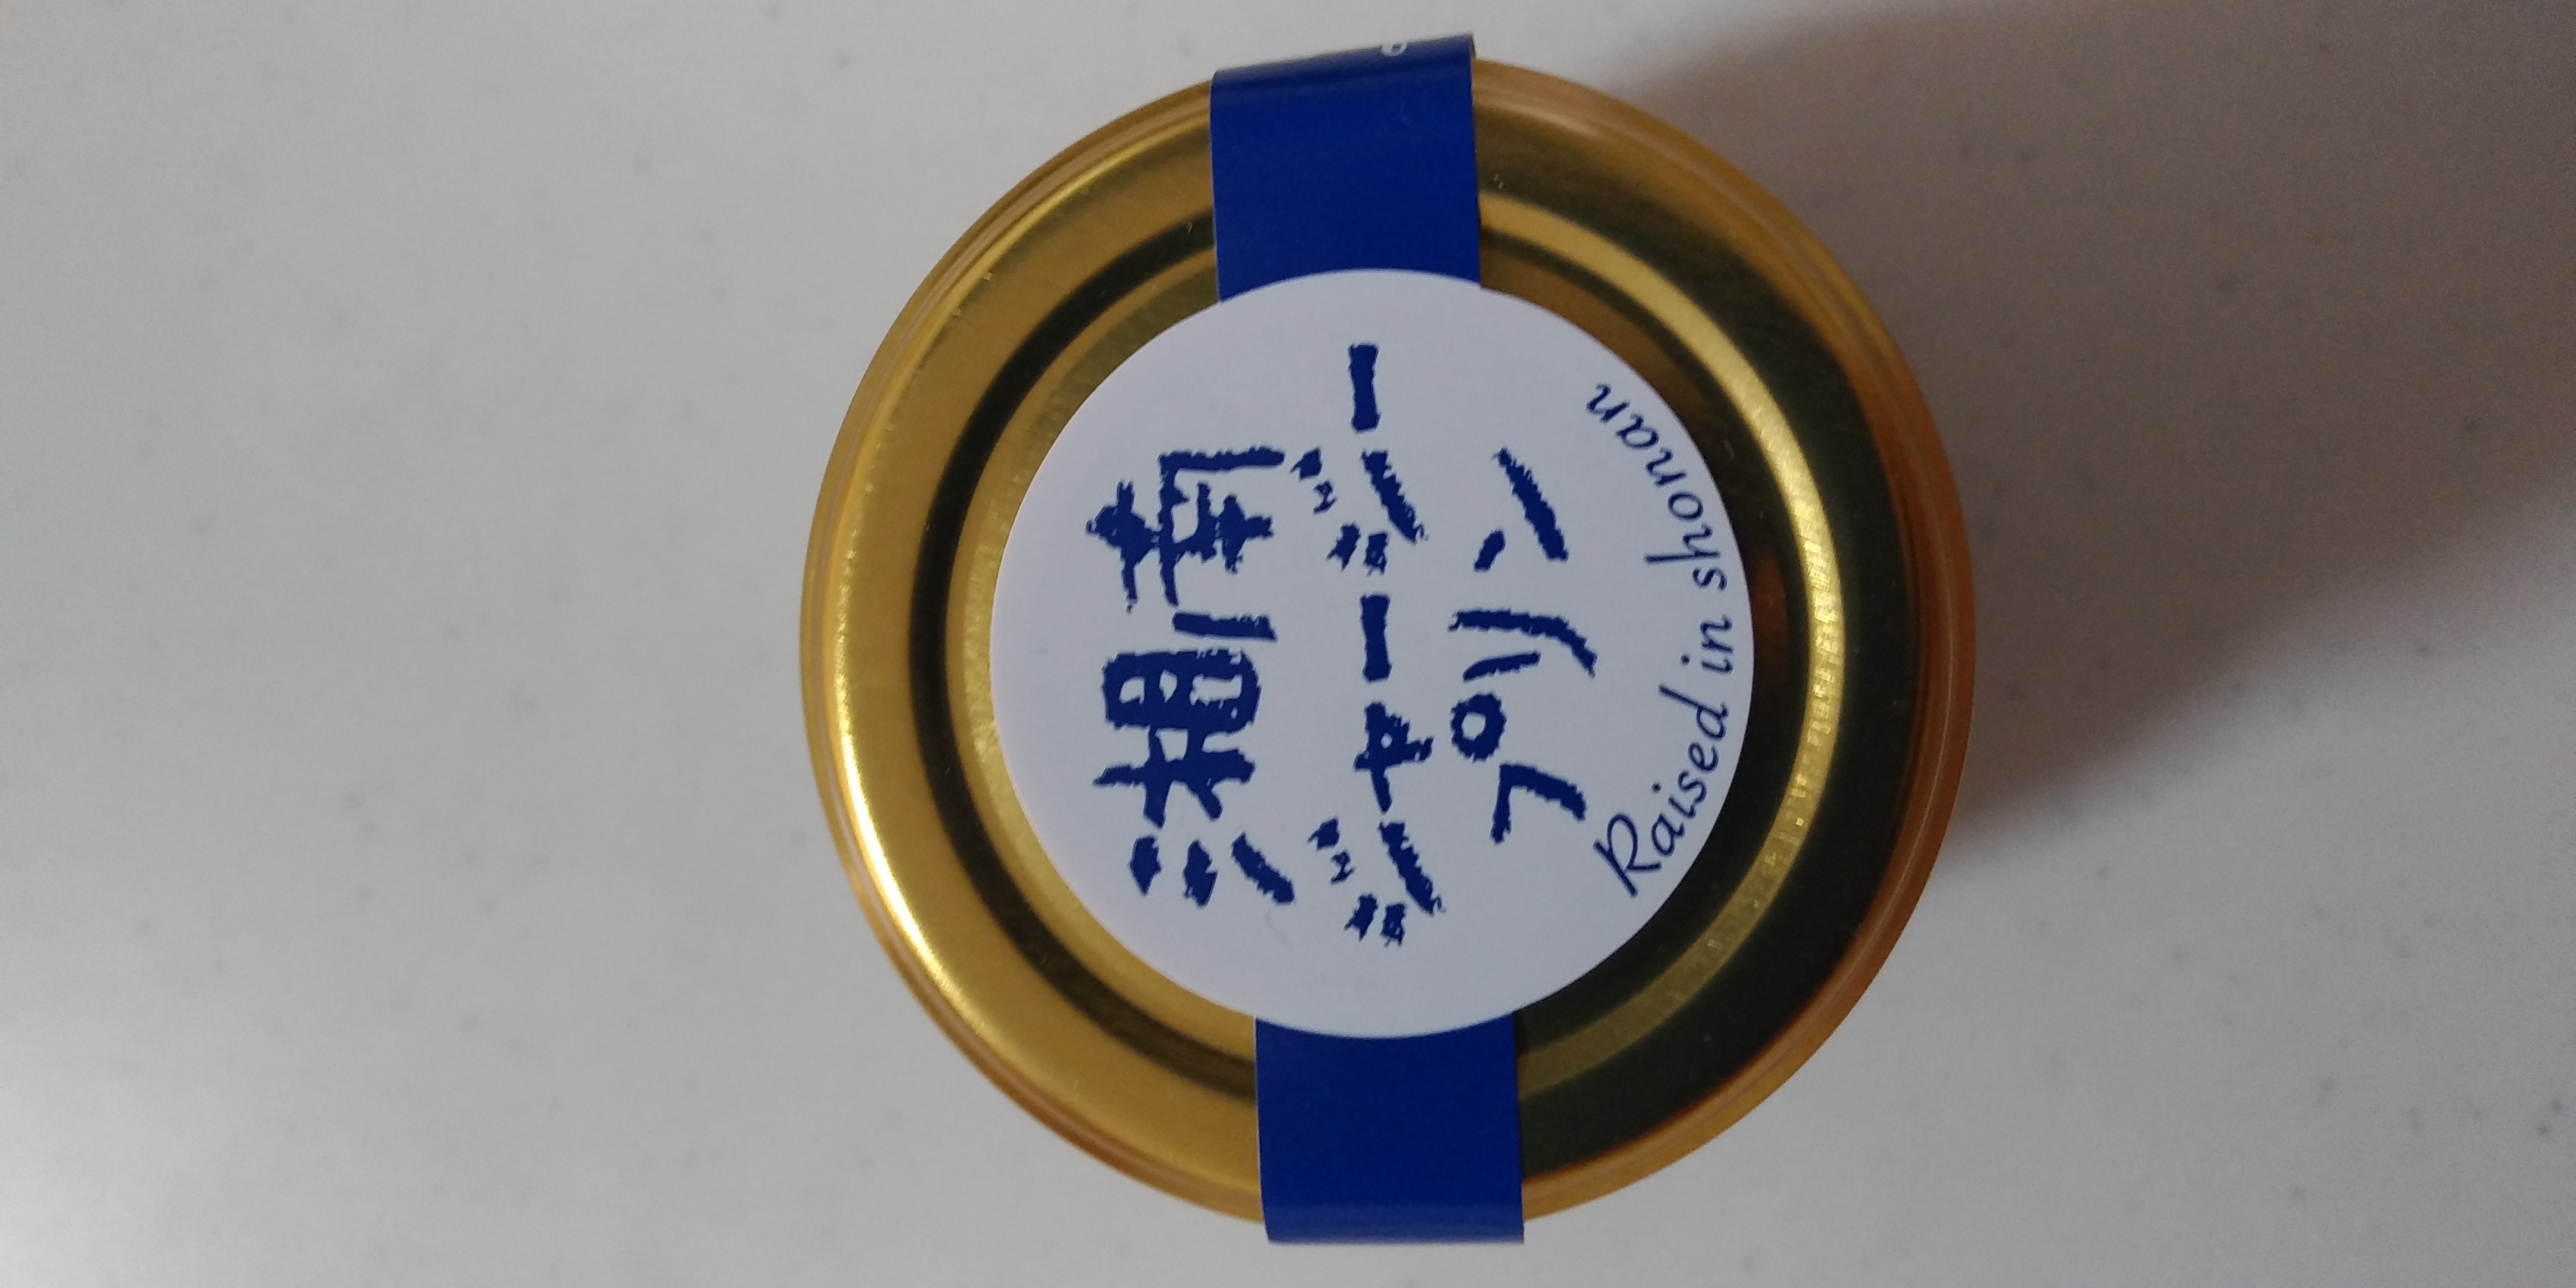 湘南
ジャージー
プリン
Raised in shonan